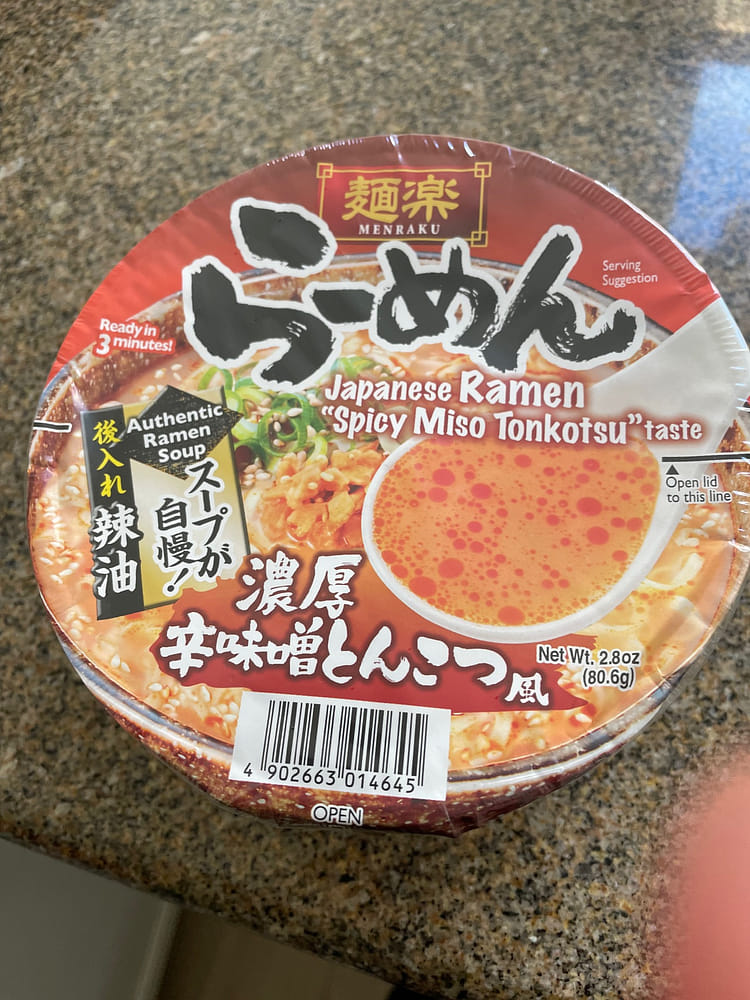 麺楽
MENRAKU
らーめん
Serving
Suggestion
Ready in
3 minutes!
Japanese Ramen
"Spicy Miso Tonkotsu" taste
Authentic
Ramen
Soup
後入れ
辣油
スープが
自慢!
Open lid
to this line
濃厚
辛味噌とんこつ風
Net Wt. 2.8oz
(80.6g)
4 902663 014645
OPEN